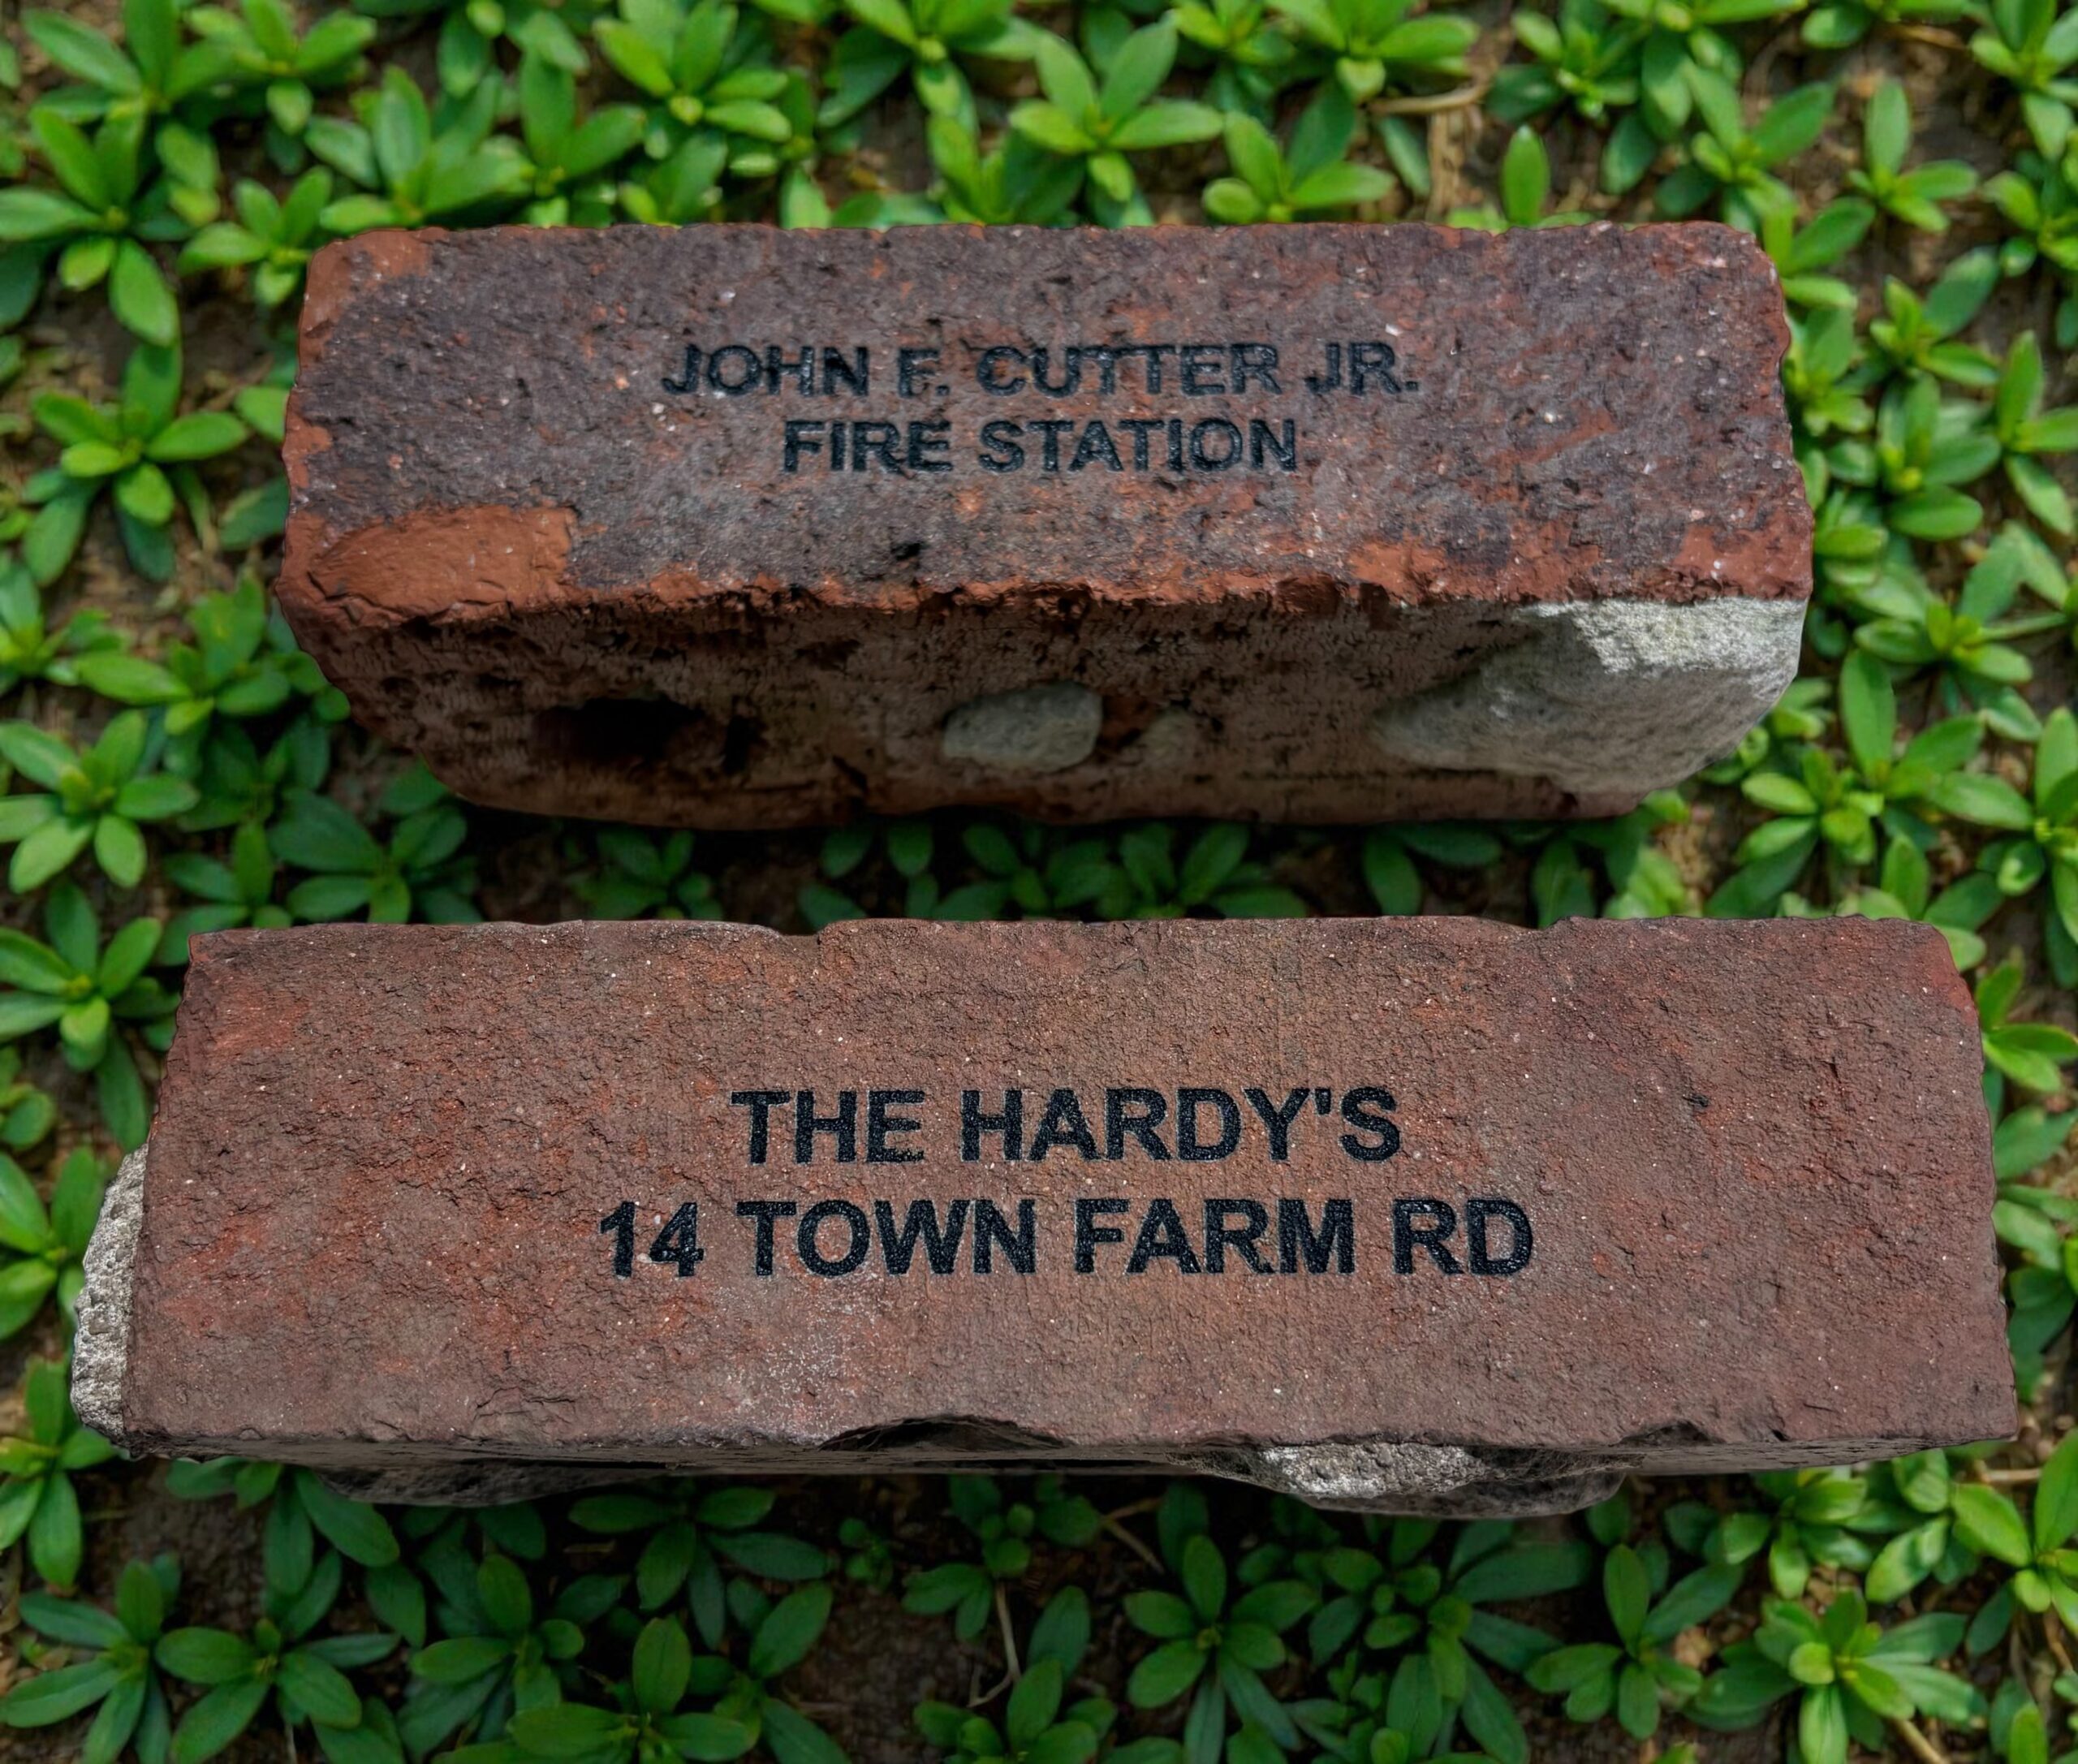 JOHN F. CUTTER JR.
FIRE STATION
THE HARDY'S
14 TOWN FARM RD